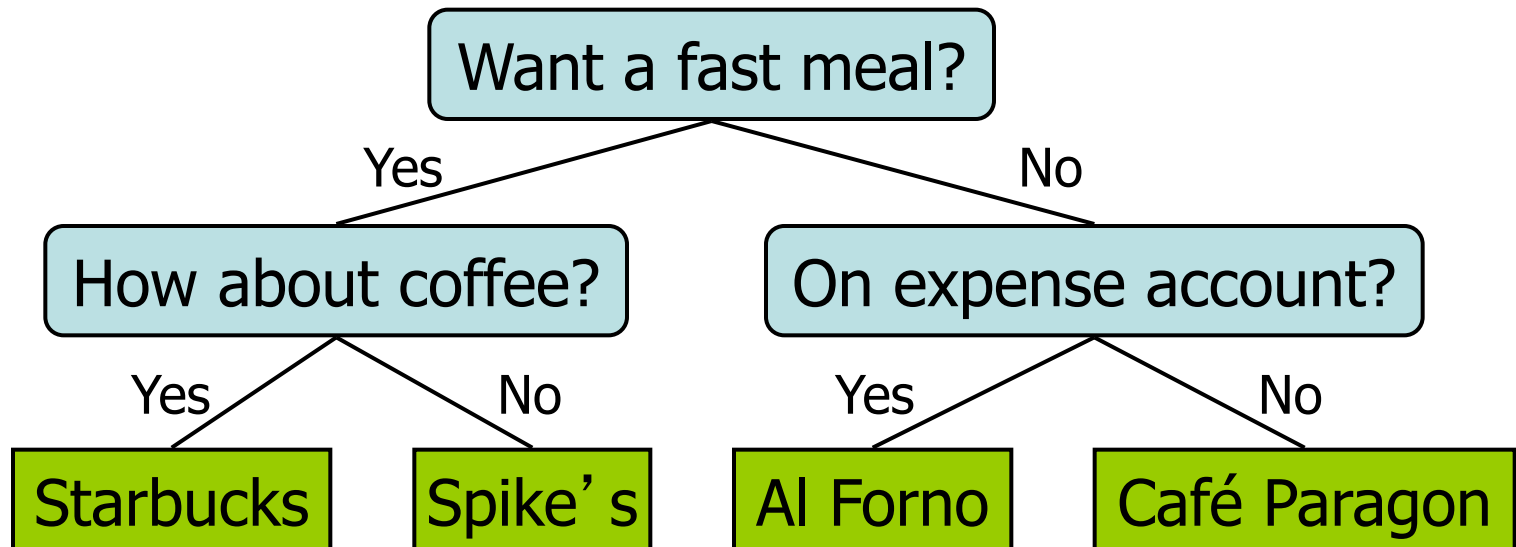 Want a fast meal?
Yes
No
How about coffee?
On expense account?
Yes
No
Yes
No
Starbucks
Spike’s
Al Forno
Café Paragon